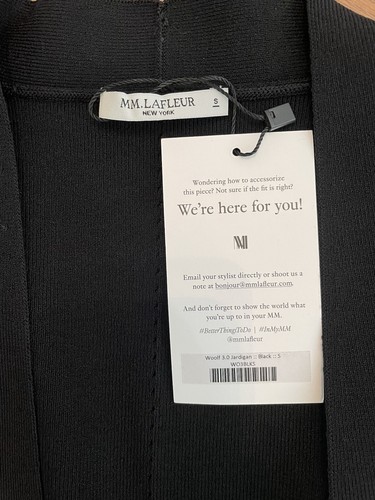 MM.LAFLEUR
NEW YORK
S
Wondering how to accessorize
this piece? Not sure if the fit is right?
We're here for you!
MM
Email your stylist directly or shoot us a
note at bonjour@mmlafleur.com.
And don't forget to show the world what
you're up to in your MM.
#BetterThingsToDo | #InMyMM
@mmlafleur
Woolf 3.0 Jardigan :: Black :: S